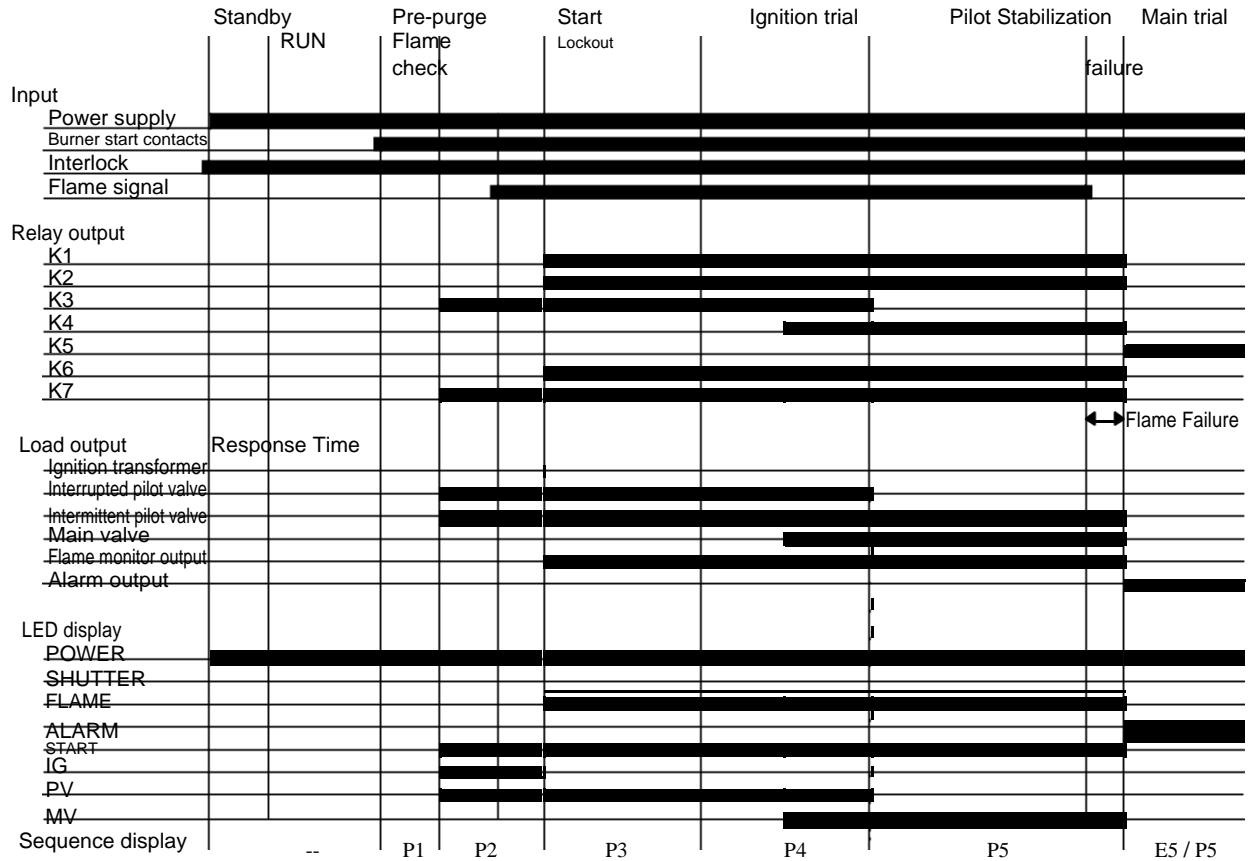 Standby Pre-purge Start Ignition trial Pilot Stabilization Main trial
RUN Flame Lockout
check failure
Input
Power supply
Burner start contacts
Interlock
Flame signal
Relay output
K1
K2
K3
K4
K5
K6
K7
Flame Failure
Load output Response Time
Ignition transformer
Interrupted pilot valve
Intermittent pilot valve
Main valve
Flame monitor output
Alarm output
LED display
POWER
SHUTTER
FLAME
ALARM
START
IG
PV
MV
Sequence display -- P1 P2 P3 P4 P5 E5 / P5